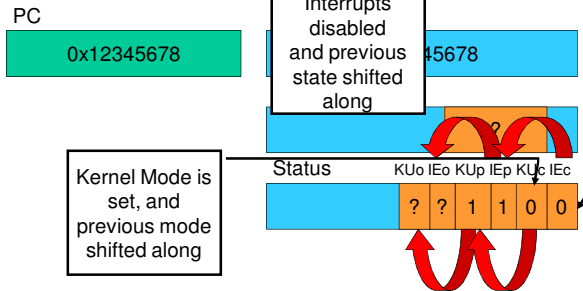 PC
0x12345678
Interrupts
disabled
and previous
state shifted
along
45678
?
Status
KUo IEo KUp IEp KUc IEc
? ? 1 1 0 0
Kernel Mode is
set, and
previous mode
shifted along